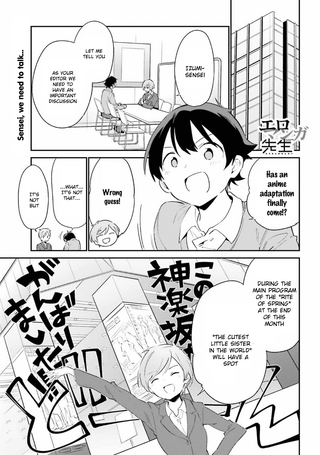 Sensei, we need to talk...
IZUMI-
SENSEI
LET ME
TELL YOU
AS YOUR
EDITOR WE
HAVE AN
IMPORTANT
DISCUSSION
エロマンガ
先生
Has an
anime
adaptation
finally
come!?
Wrong
guess!
...WHAT...
IT'S NOT
THAT...
IT'S
NOT
BUT
DURING
THE MAIN
PROGRAM OF
THE "RITE
OF SPRING"
AT THE END
OF THIS
MONTH
"THE CUTEST
LITTLE SISTER
IN THE WORLD"
WILL HAVE
A SPOT
この
神楽坂
がんばり
まいた